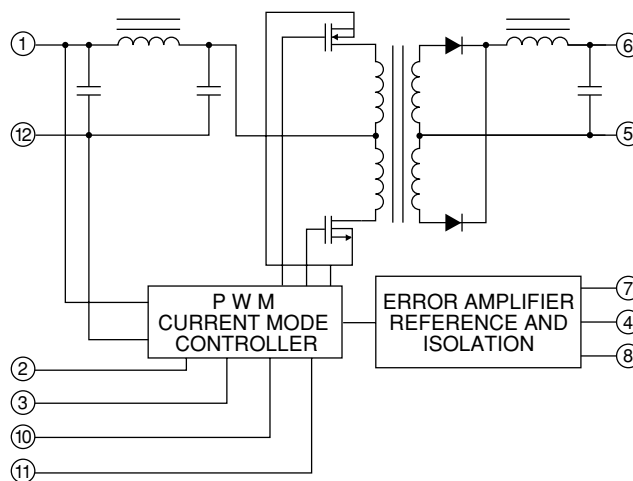 1
6
12
5
P W M
CURRENT MODE
CONTROLLER
ERROR AMPLIFIER
REFERENCE AND
ISOLATION
7
4
8
2
3
10
11